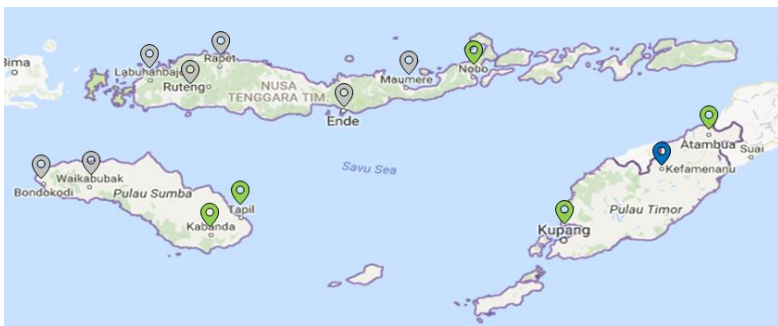 Bima
Labuhanbajo
Rapet
Ruteng
NUSA
TENGGARA TIM.
Maumere
Nobo
Ende
Atambua
Suai
Kefamenanu
Savu Sea
Waikabubak
Bondokodi
Pulau Sumba
Tapil
Kabanda
Pulau Timor
Kupang